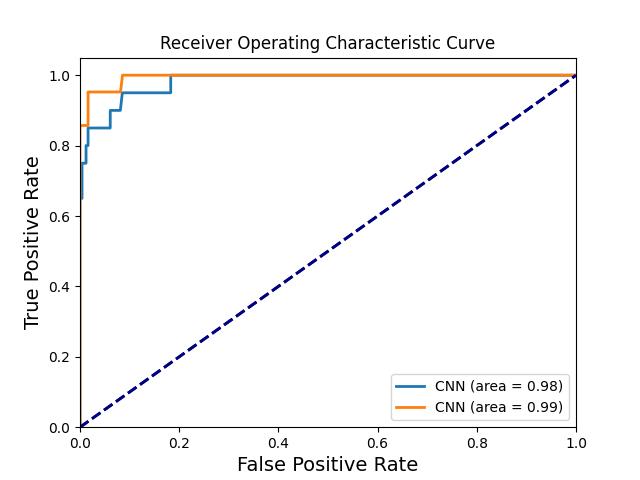 Receiver Operating Characteristic Curve
True Positive Rate
1.0
0.8
0.6
0.4
0.2
0.0
CNN (area = 0.98)
CNN (area = 0.99)
0.0 0.2 0.4 0.6 0.8 1.0
False Positive Rate